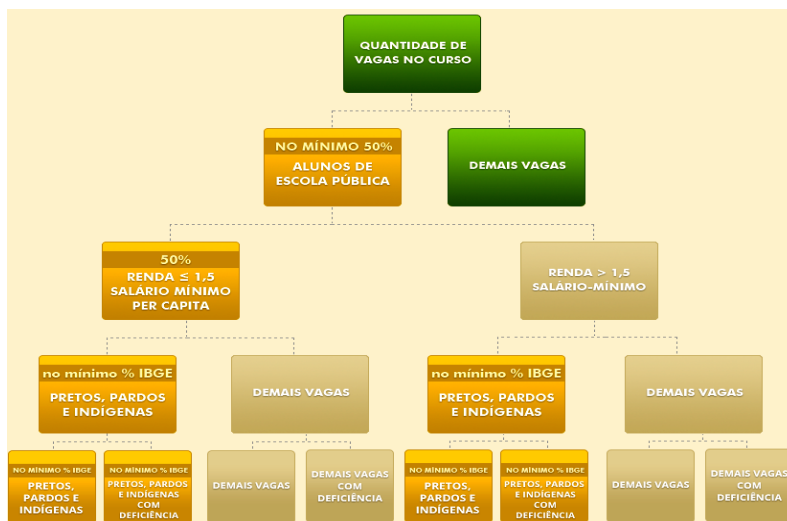 QUANTIDADE DE
VAGAS NO CURSO
NO MÍNIMO 50%
ALUNOS DE
ESCOLA PÚBLICA
DEMAIS VAGAS
50%
RENDA ≤ 1,5
SALÁRIO MÍNIMO
PER CAPITA
RENDA > 1,5
SALÁRIO-MÍNIMO
no mínimo % IBGE
PRETOS, PARDOS
E INDÍGENAS
DEMAIS VAGAS
no mínimo % IBGE
PRETOS, PARDOS
E INDÍGENAS
DEMAIS VAGAS
NO MÍNIMO % IBGE
PRETOS,
PARDOS E
INDÍGENAS
NO MÍNIMO % IBGE
PRETOS, PARDOS
E INDÍGENAS
COM
DEFICIÊNCIA
DEMAIS VAGAS
DEMAIS VAGAS
COM
DEFICIÊNCIA
NO MÍNIMO % IBGE
PRETOS,
PARDOS E
INDÍGENAS
NO MÍNIMO % IBGE
PRETOS, PARDOS
E INDÍGENAS
COM
DEFICIÊNCIA
DEMAIS VAGAS
DEMAIS VAGAS
COM
DEFICIÊNCIA